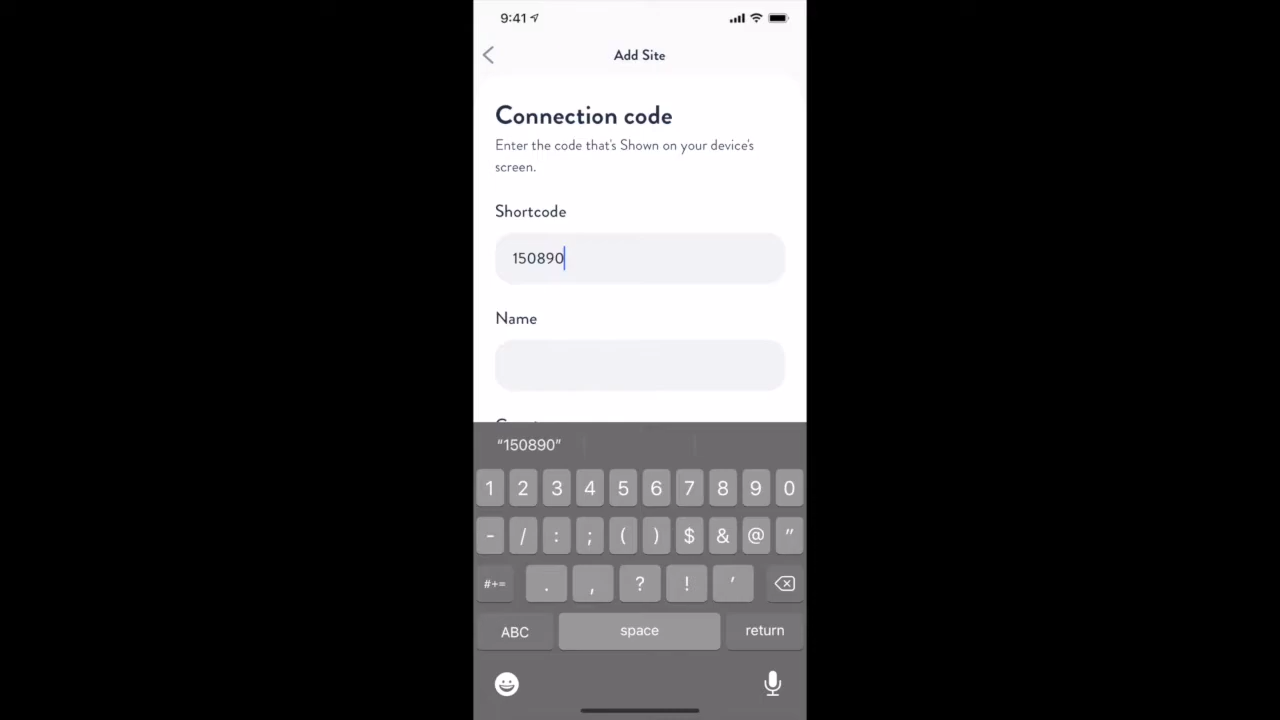 9:41
Add Site
Connection code
Enter the code that's Shown on your device's
screen.
Shortcode
150890
Name
“150890”
1 2 3 4 5 6 7 8 9 0
- / : ; ( ) $ & @ "
#+= . , ? ! '
ABC space return